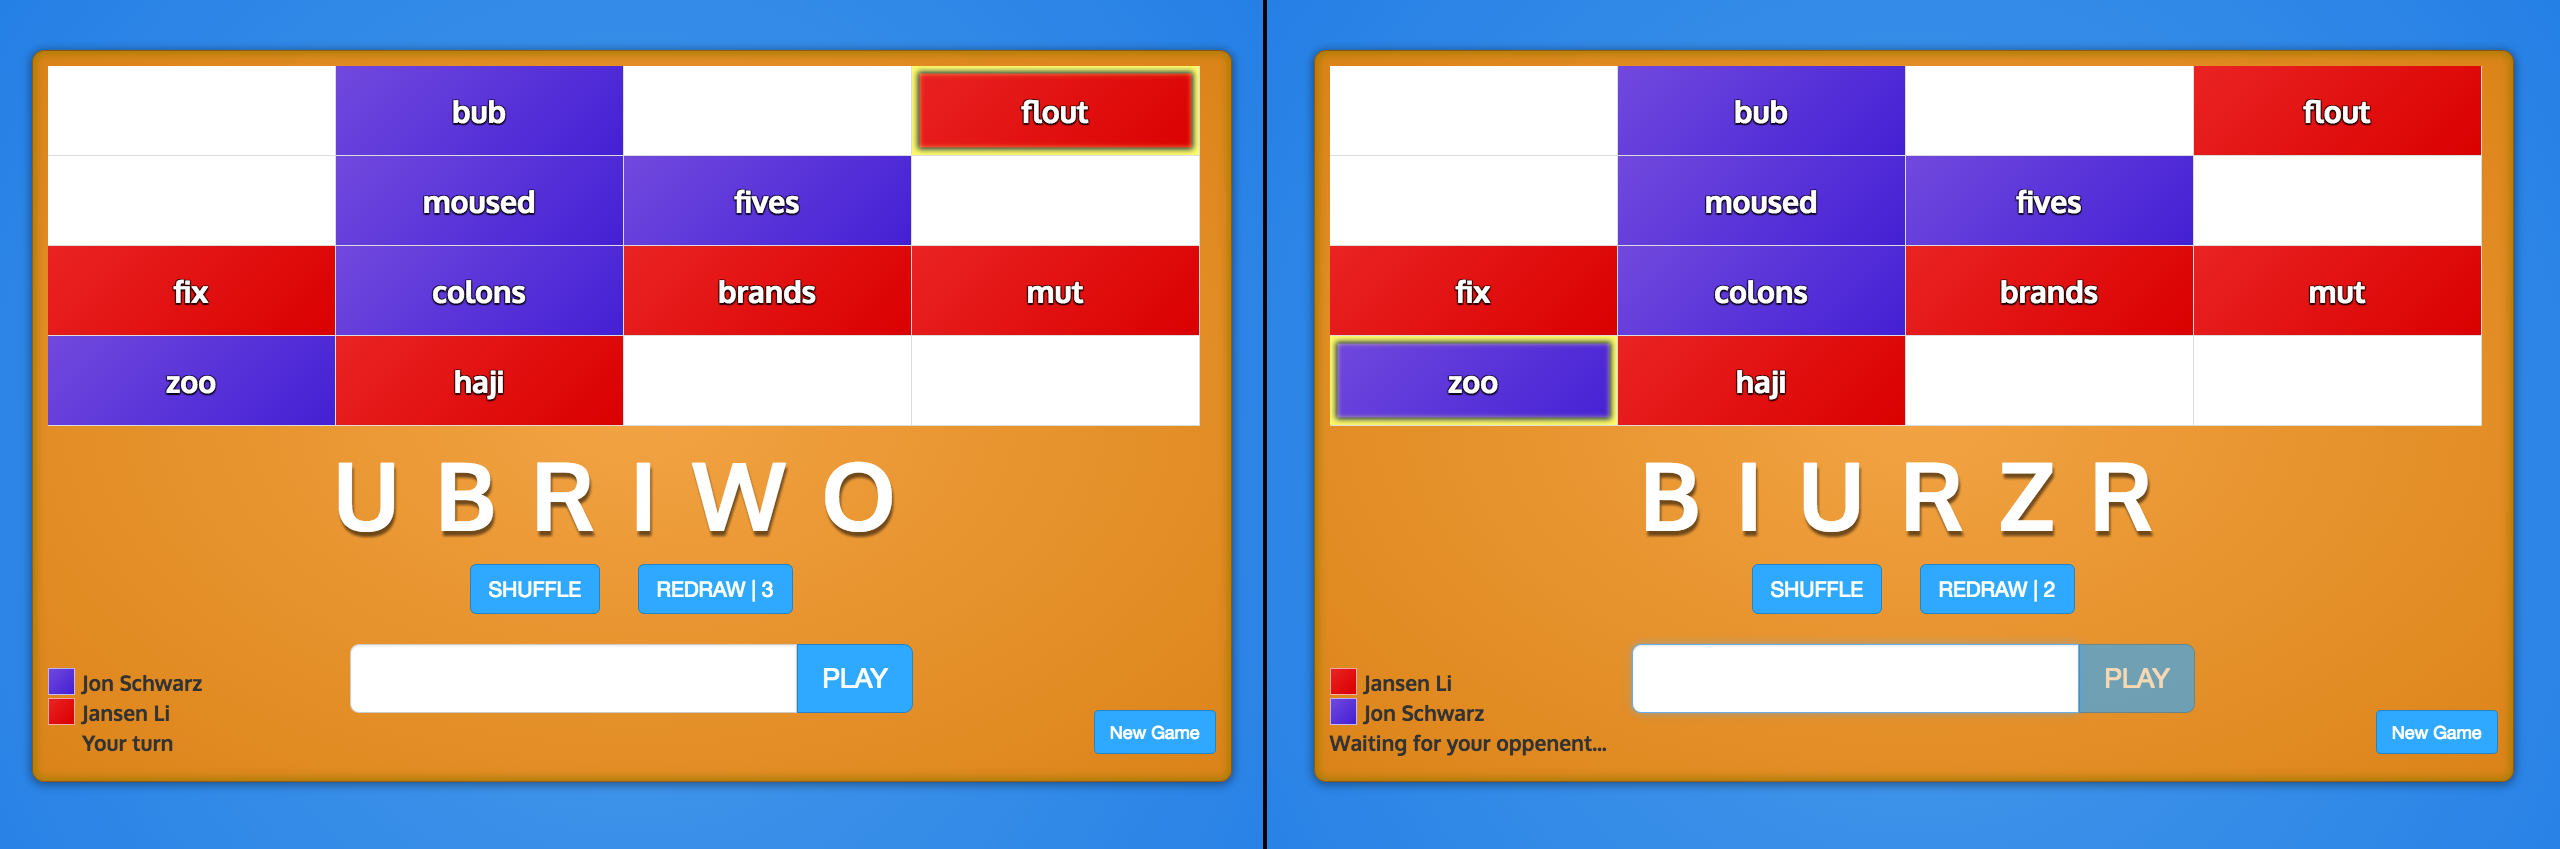 bub flout
moused fives
fix colons brands mut
zoo haji
U B R I W O
SHUFFLE REDRAW | 3
PLAY
Jon Schwarz
Jansen Li
Your turn
New Game
bub flout
moused fives
fix colons brands mut
zoo haji
B I U R Z R
SHUFFLE REDRAW | 2
PLAY
Jansen Li
Jon Schwarz
Waiting for your oppenent...
New Game